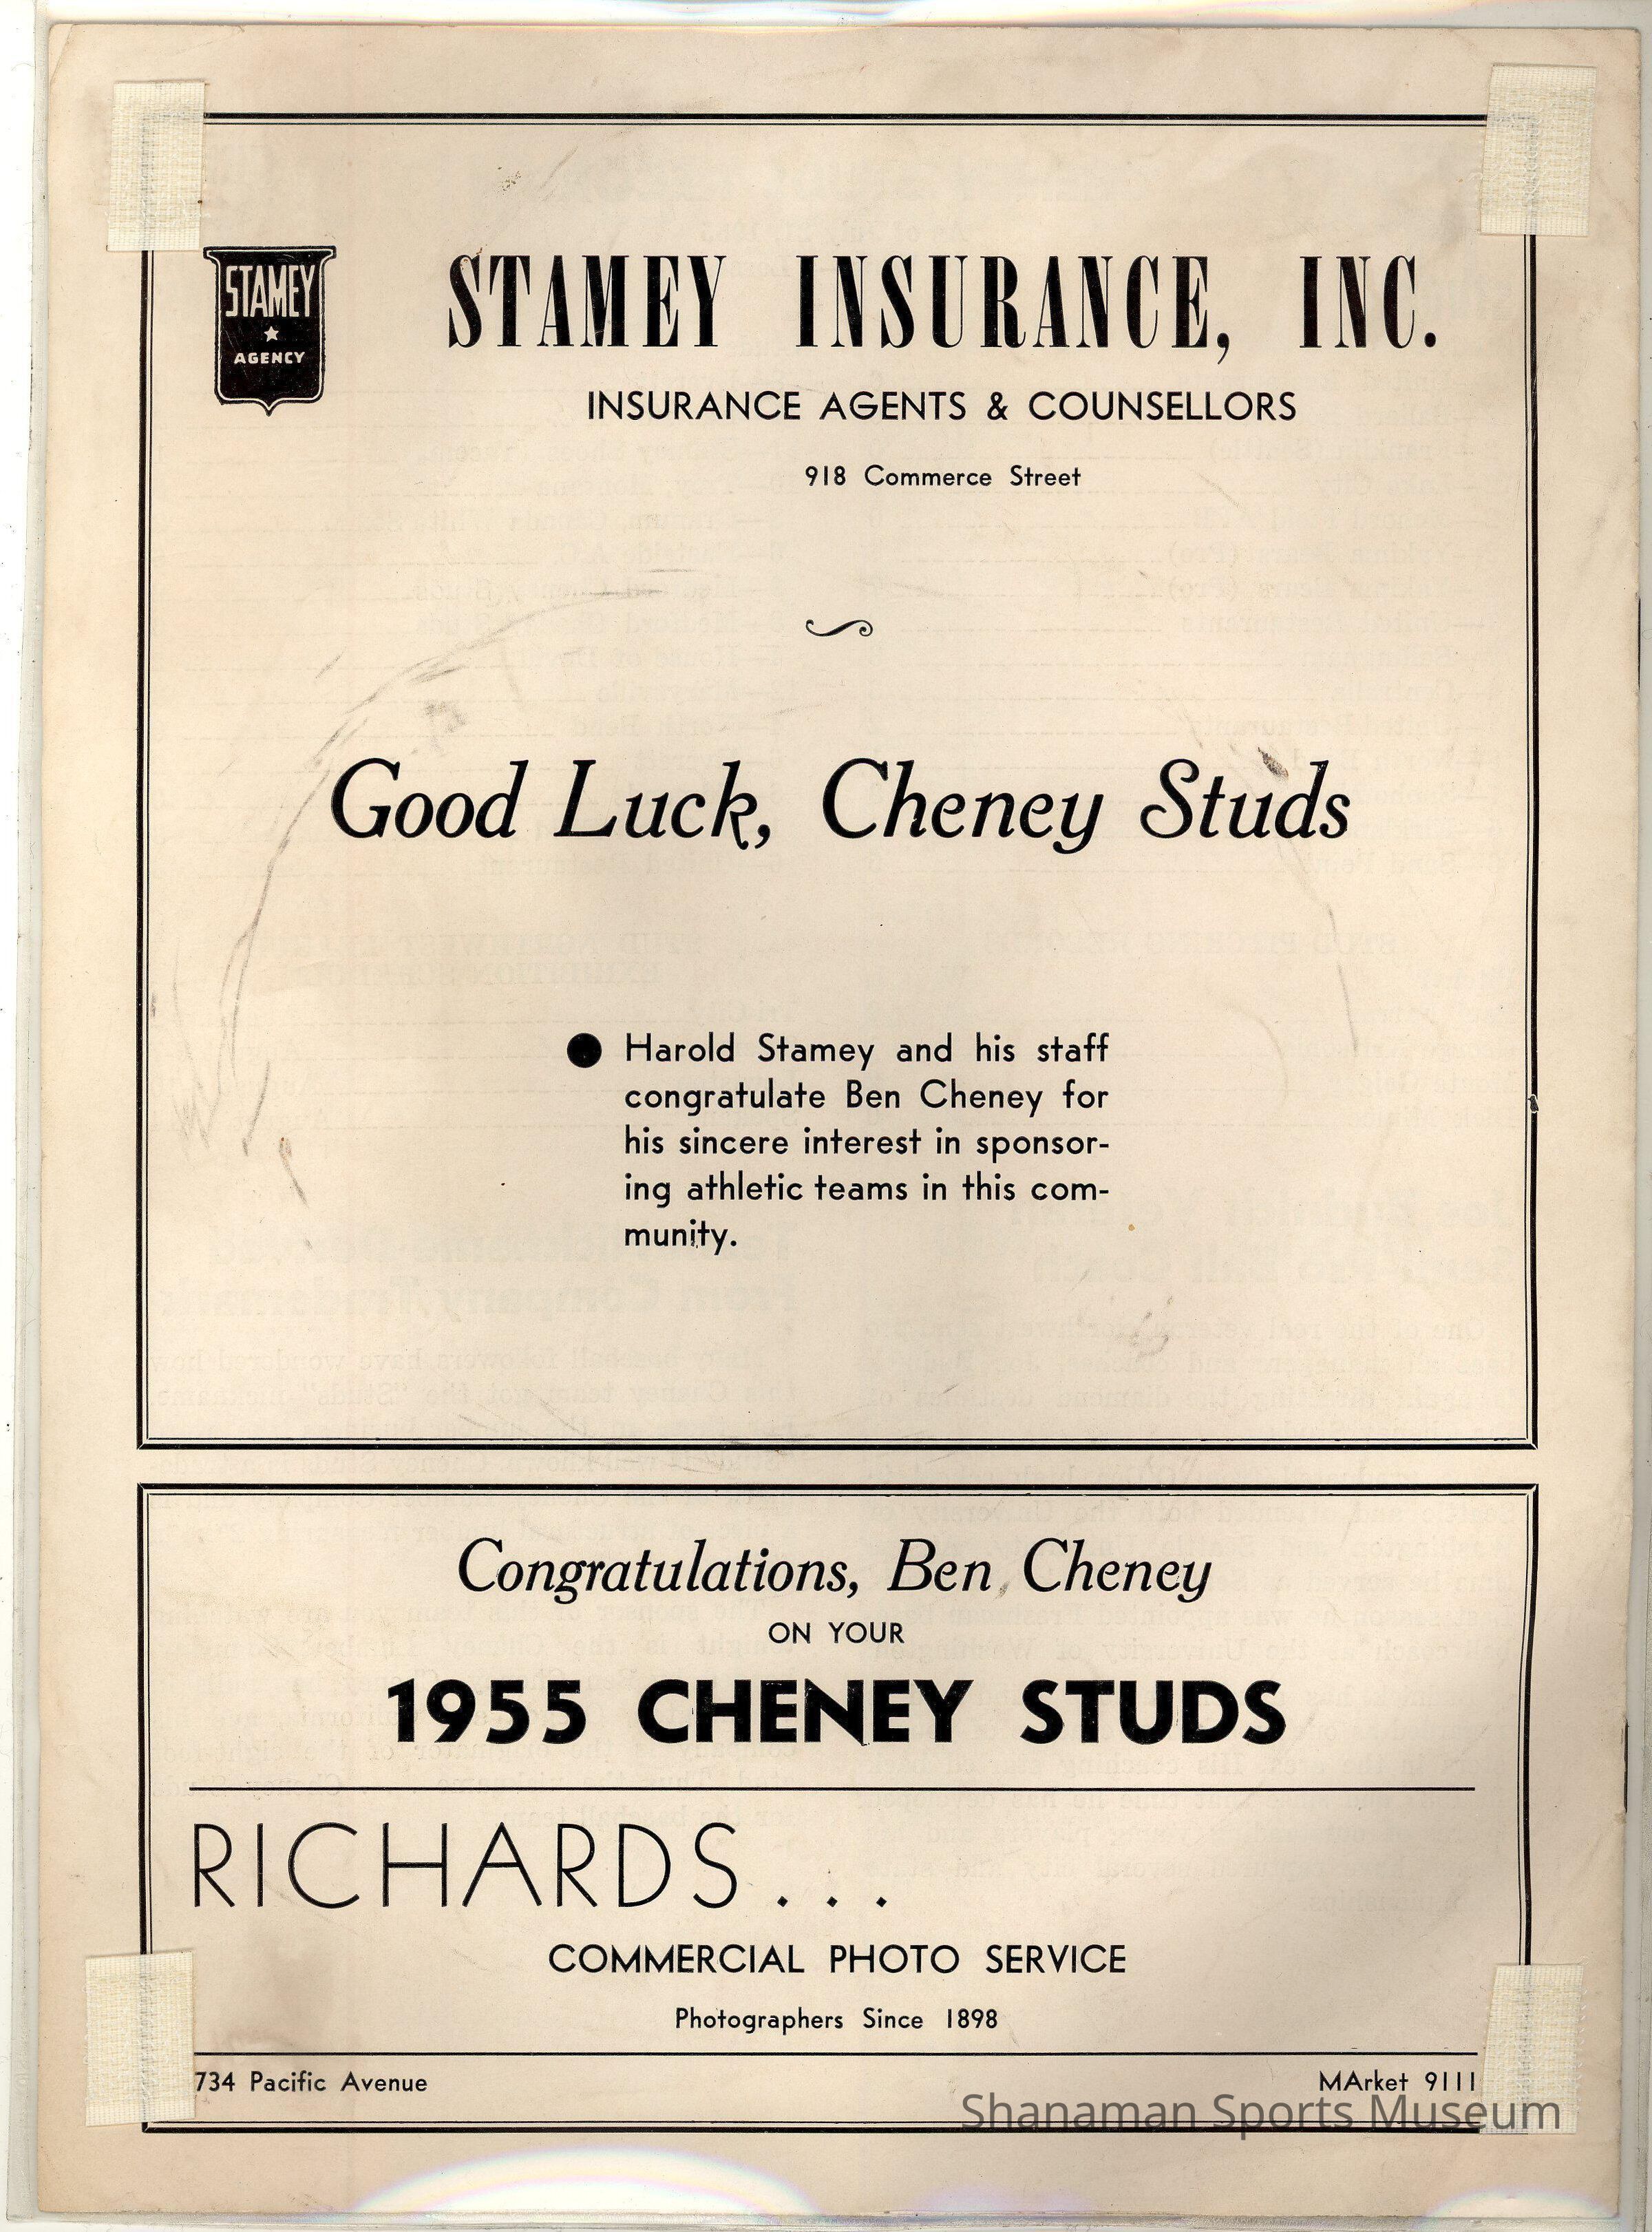 STAMEY
AGENCY
STAMEY INSURANCE, INC.
INSURANCE AGENTS & COUNSELLORS
918 Commerce Street
Good Luck, Cheney Studs
● Harold Stamey and his staff
congratulate Ben Cheney for
his sincere interest in sponsor-
ing athletic teams in this com-
munity.
Congratulations, Ben Cheney
ON YOUR
1955 CHENEY STUDS
RICHARDS...
COMMERCIAL PHOTO SERVICE
Photographers Since 1898
734 Pacific Avenue
MArket 9111
Shanaman Sports Museum